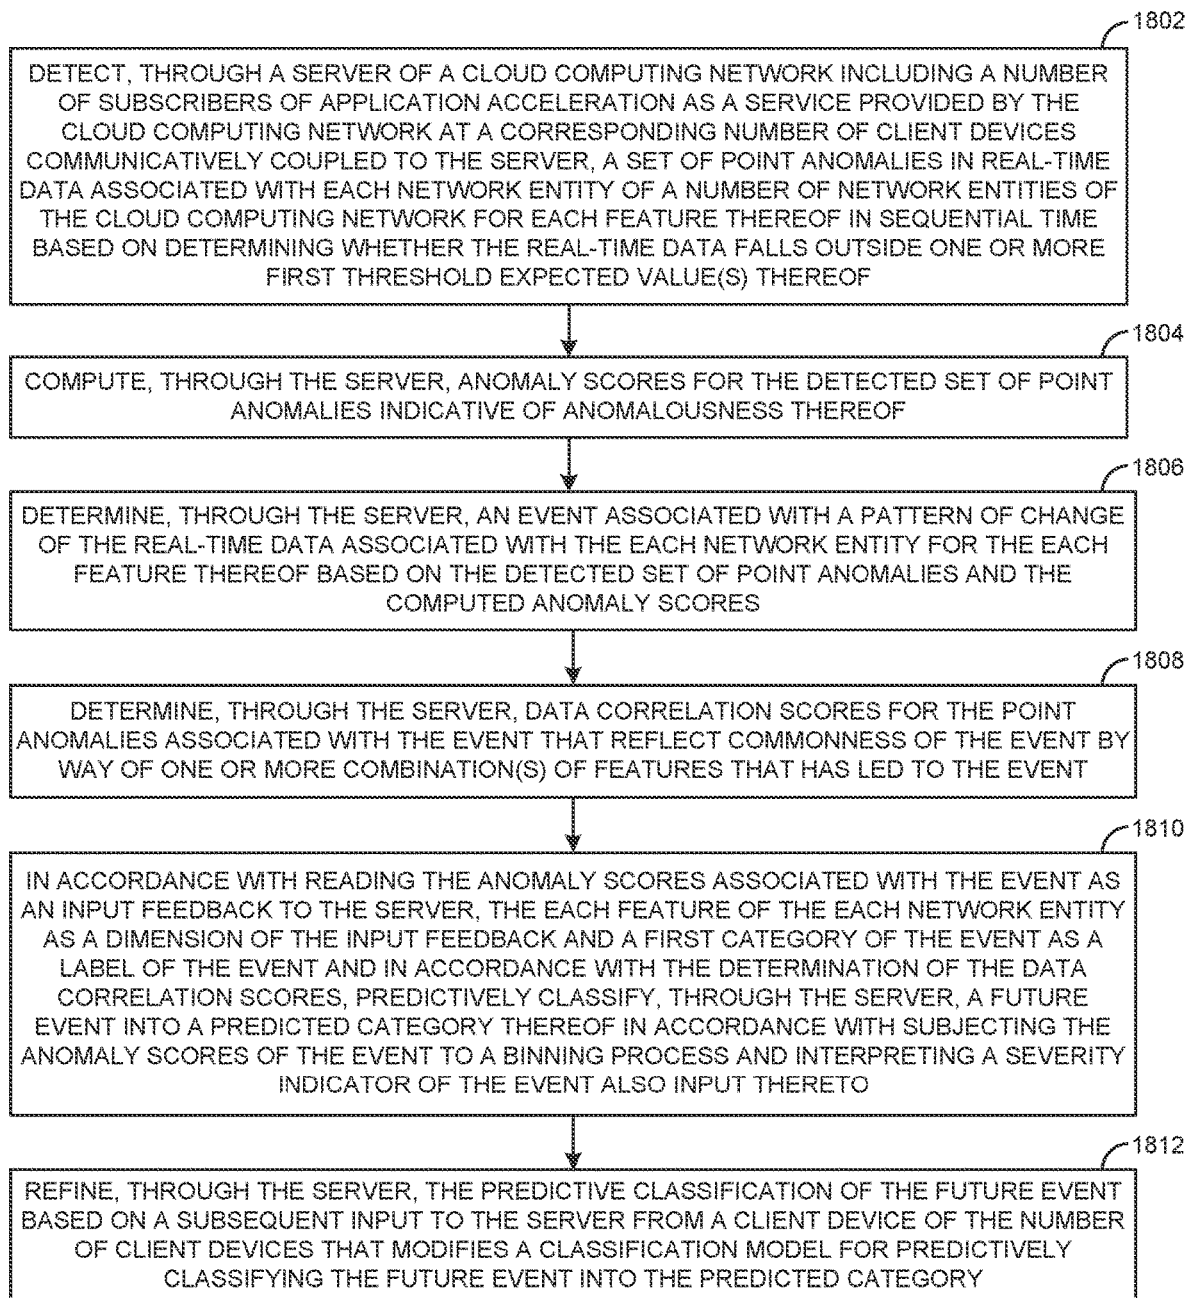 1802
DETECT, THROUGH A SERVER OF A CLOUD COMPUTING NETWORK INCLUDING A NUMBER
OF SUBSCRIBERS OF APPLICATION ACCELERATION AS A SERVICE PROVIDED BY THE
CLOUD COMPUTING NETWORK AT A CORRESPONDING NUMBER OF CLIENT DEVICES
COMMUNICATIVELY COUPLED TO THE SERVER, A SET OF POINT ANOMALIES IN REAL-TIME
DATA ASSOCIATED WITH EACH NETWORK ENTITY OF A NUMBER OF NETWORK ENTITIES OF
THE CLOUD COMPUTING NETWORK FOR EACH FEATURE THEREOF IN SEQUENTIAL TIME
BASED ON DETERMINING WHETHER THE REAL-TIME DATA FALLS OUTSIDE ONE OR MORE
FIRST THRESHOLD EXPECTED VALUE(S) THEREOF
1804
COMPUTE, THROUGH THE SERVER, ANOMALY SCORES FOR THE DETECTED SET OF POINT
ANOMALIES INDICATIVE OF ANOMALOUSNESS THEREOF
1806
DETERMINE, THROUGH THE SERVER, AN EVENT ASSOCIATED WITH A PATTERN OF CHANGE
OF THE REAL-TIME DATA ASSOCIATED WITH THE EACH NETWORK ENTITY FOR THE EACH
FEATURE THEREOF BASED ON THE DETECTED SET OF POINT ANOMALIES AND THE
COMPUTED ANOMALY SCORES
1808
DETERMINE, THROUGH THE SERVER, DATA CORRELATION SCORES FOR THE POINT
ANOMALIES ASSOCIATED WITH THE EVENT THAT REFLECT COMMONNESS OF THE EVENT BY
WAY OF ONE OR MORE COMBINATION(S) OF FEATURES THAT HAS LED TO THE EVENT
1810
IN ACCORDANCE WITH READING THE ANOMALY SCORES ASSOCIATED WITH THE EVENT AS
AN INPUT FEEDBACK TO THE SERVER, THE EACH FEATURE OF THE EACH NETWORK ENTITY
AS A DIMENSION OF THE INPUT FEEDBACK AND A FIRST CATEGORY OF THE EVENT AS A
LABEL OF THE EVENT AND IN ACCORDANCE WITH THE DETERMINATION OF THE DATA
CORRELATION SCORES, PREDICTIVELY CLASSIFY, THROUGH THE SERVER, A FUTURE
EVENT INTO A PREDICTED CATEGORY THEREOF IN ACCORDANCE WITH SUBJECTING THE
ANOMALY SCORES OF THE EVENT TO A BINNING PROCESS AND INTERPRETING A SEVERITY
INDICATOR OF THE EVENT ALSO INPUT THERETO
1812
REFINE, THROUGH THE SERVER, THE PREDICTIVE CLASSIFICATION OF THE FUTURE EVENT
BASED ON A SUBSEQUENT INPUT TO THE SERVER FROM A CLIENT DEVICE OF THE NUMBER
OF CLIENT DEVICES THAT MODIFIES A CLASSIFICATION MODEL FOR PREDICTIVELY
CLASSIFYING THE FUTURE EVENT INTO THE PREDICTED CATEGORY